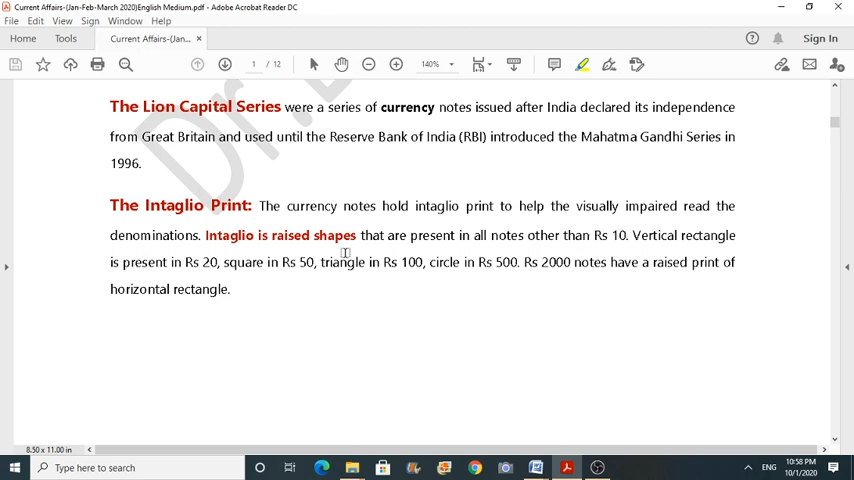 Current Affairs-(Jan-Feb-March 2020)English Medium.pdf - Adobe Acrobat Reader DC
File Edit View Sign Window Help
Home Tools Current Affairs-(Jan-... × Sign In
1 / 12 140%
The Lion Capital Series were a series of currency notes issued after India declared its independence
from Great Britain and used until the Reserve Bank of India (RBI) introduced the Mahatma Gandhi Series in
1996.
The Intaglio Print: The currency notes hold intaglio print to help the visually impaired read the
denominations. Intaglio is raised shapes that are present in all notes other than Rs 10. Vertical rectangle
is present in Rs 20, square in Rs 50, triangle in Rs 100, circle in Rs 500. Rs 2000 notes have a raised print of
horizontal rectangle.
8.50 x 11.00 in
Type here to search
ENG
10:58 PM
10/1/2020